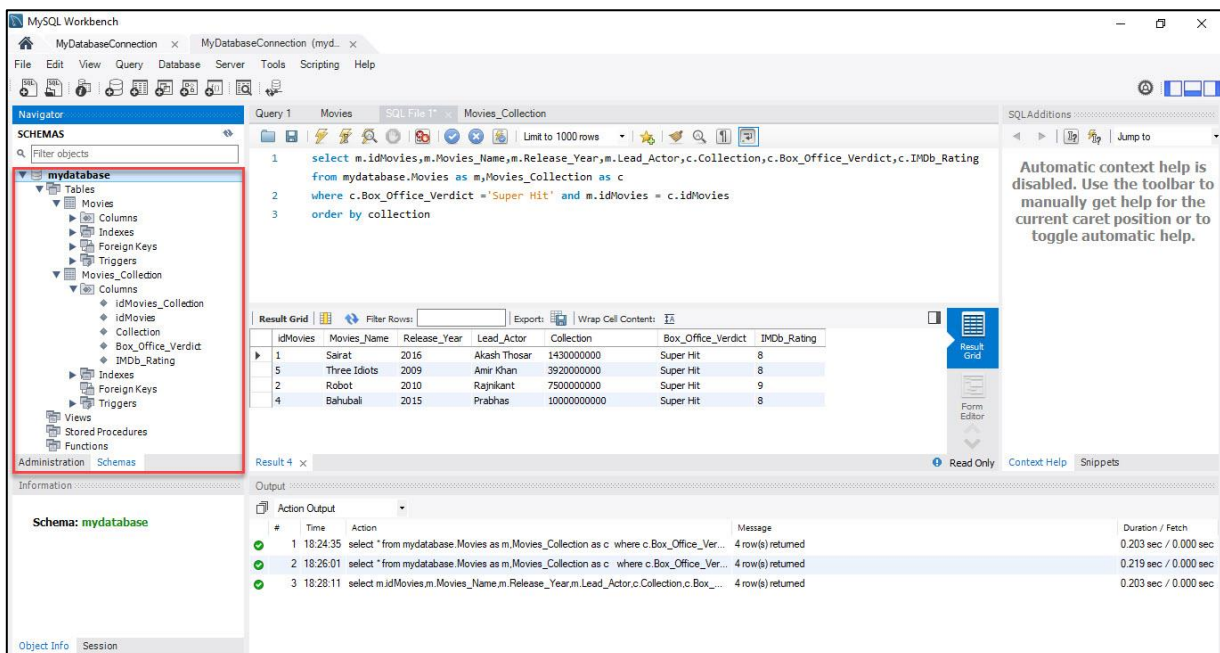 MySQL Workbench
MyDatabaseConnection × MyDatabaseConnection (myd... ×
File Edit View Query Database Server Tools Scripting Help
Navigator
SCHEMAS
Filter objects
mydatabase
Tables
Movies
Columns
Indexes
Foreign Keys
Triggers
Movies_Collection
Columns
idMovies_Collection
idMovies
Collection
Box_Office_Verdict
IMDb_Rating
Indexes
Foreign Keys
Triggers
Views
Stored Procedures
Functions
Administration Schemas
Information
Schema: mydatabase
Object Info Session
Query 1 Movies SQL File 1* × Movies_Collection
Limit to 1000 rows
1 select m.idMovies,m.Movies_Name,m.Release_Year,m.Lead_Actor,c.Collection,c.Box_Office_Verdict,c.IMDb_Rating
from mydatabase.Movies as m,Movies_Collection as c
2 where c.Box_Office_Verdict ='Super Hit' and m.idMovies = c.idMovies
3 order by collection
Result Grid Filter Rows: Export: Wrap Cell Content:
idMovies Movies_Name Release_Year Lead_Actor Collection Box_Office_Verdict IMDb_Rating
1 Sairat 2016 Akash Thosar 1430000000 Super Hit 8
5 Three Idiots 2009 Amir Khan 3920000000 Super Hit 8
2 Robot 2010 Rajnikant 7500000000 Super Hit 9
4 Bahubali 2015 Prabhas 10000000000 Super Hit 8
Result Grid
Form Editor
Result 4 × Read Only
Output
Action Output
# Time Action Message Duration / Fetch
1 18:24:35 select * from mydatabase.Movies as m,Movies_Collection as c where c.Box_Office_Ver... 4 row(s) returned 0.203 sec / 0.000 sec
2 18:26:01 select * from mydatabase.Movies as m,Movies_Collection as c where c.Box_Office_Ver... 4 row(s) returned 0.219 sec / 0.000 sec
3 18:28:11 select m.idMovies,m.Movies_Name,m.Release_Year,m.Lead_Actor,c.Collection,c.Box_... 4 row(s) returned 0.203 sec / 0.000 sec
SQLAdditions
Jump to
Automatic context help is
disabled. Use the toolbar to
manually get help for the
current caret position or to
toggle automatic help.
Context Help Snippets